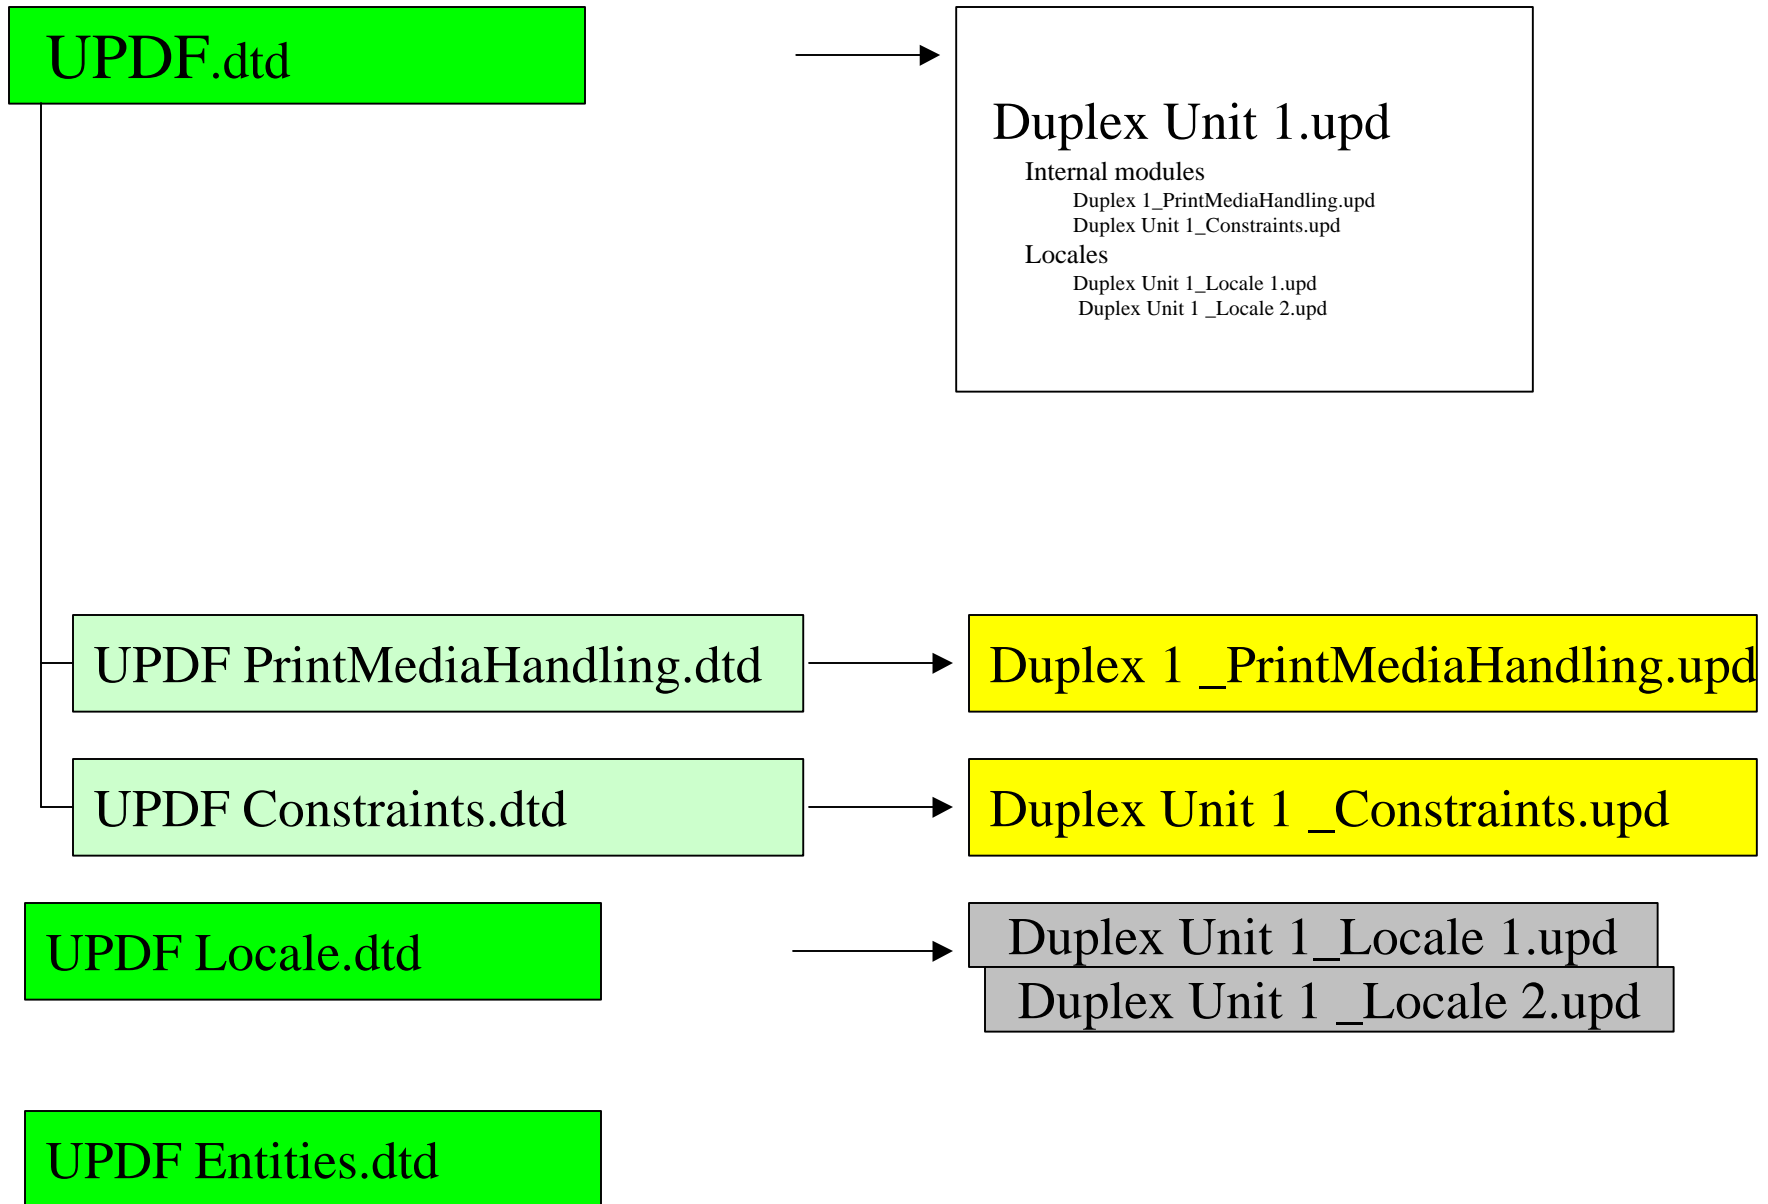 UPDF.dtd
Duplex Unit 1.upd
Internal modules
Duplex 1_PrintMediaHandling.upd
Duplex Unit 1_Constraints.upd
Locales
Duplex Unit 1_Locale 1.upd
Duplex Unit 1 _Locale 2.upd
UPDF PrintMediaHandling.dtd
Duplex 1 _PrintMediaHandling.upd
UPDF Constraints.dtd
Duplex Unit 1 _Constraints.upd
UPDF Locale.dtd
Duplex Unit 1_Locale 1.upd
Duplex Unit 1 _Locale 2.upd
UPDF Entities.dtd